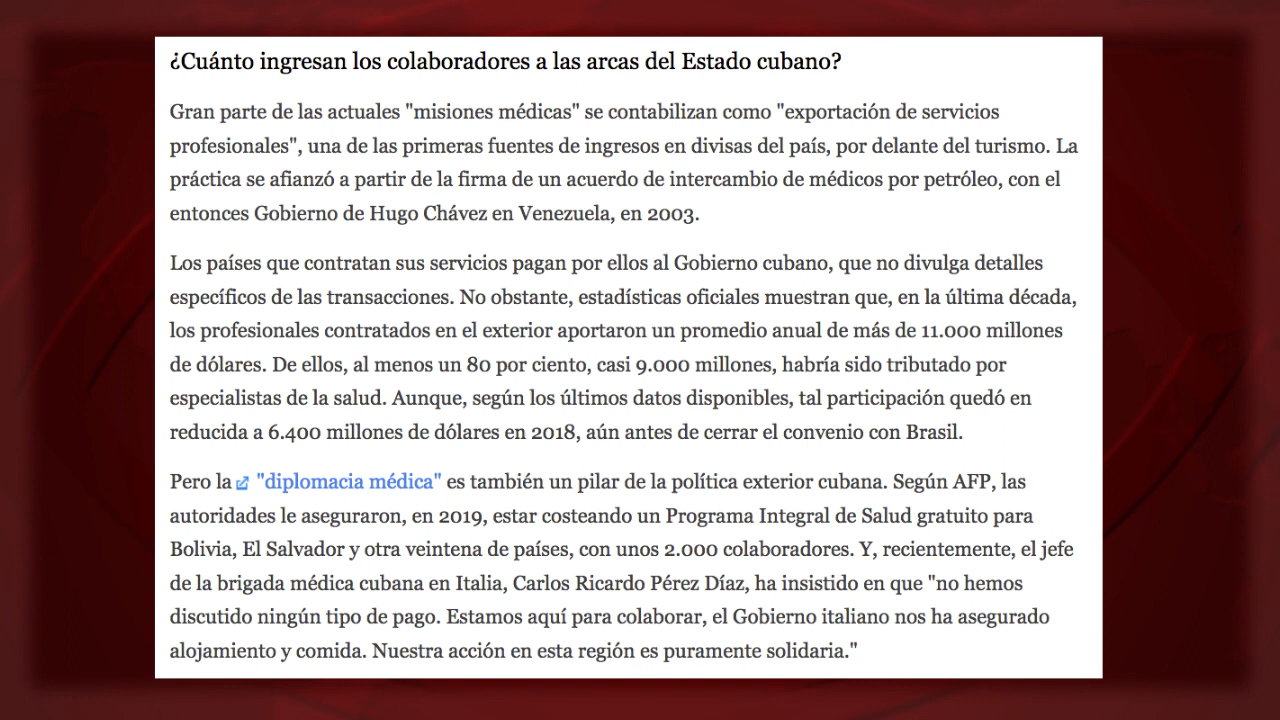 ¿Cuánto ingresan los colaboradores a las arcas del Estado cubano?
Gran parte de las actuales "misiones médicas" se contabilizan como "exportación de servicios
profesionales", una de las primeras fuentes de ingresos en divisas del país, por delante del turismo. La
práctica se afianzó a partir de la firma de un acuerdo de intercambio de médicos por petróleo, con el
entonces Gobierno de Hugo Chávez en Venezuela, en 2003.
Los países que contratan sus servicios pagan por ellos al Gobierno cubano, que no divulga detalles
específicos de las transacciones. No obstante, estadísticas oficiales muestran que, en la última década,
los profesionales contratados en el exterior aportaron un promedio anual de más de 11.000 millones
de dólares. De ellos, al menos un 80 por ciento, casi 9.000 millones, habría sido tributado por
especialistas de la salud. Aunque, según los últimos datos disponibles, tal participación quedó en
reducida a 6.400 millones de dólares en 2018, aún antes de cerrar el convenio con Brasil.
Pero la "diplomacia médica" es también un pilar de la política exterior cubana. Según AFP, las
autoridades le aseguraron, en 2019, estar costeando un Programa Integral de Salud gratuito para
Bolivia, El Salvador y otra veintena de países, con unos 2.000 colaboradores. Y, recientemente, el jefe
de la brigada médica cubana en Italia, Carlos Ricardo Pérez Díaz, ha insistido en que "no hemos
discutido ningún tipo de pago. Estamos aquí para colaborar, el Gobierno italiano nos ha asegurado
alojamiento y comida. Nuestra acción en esta región es puramente solidaria."